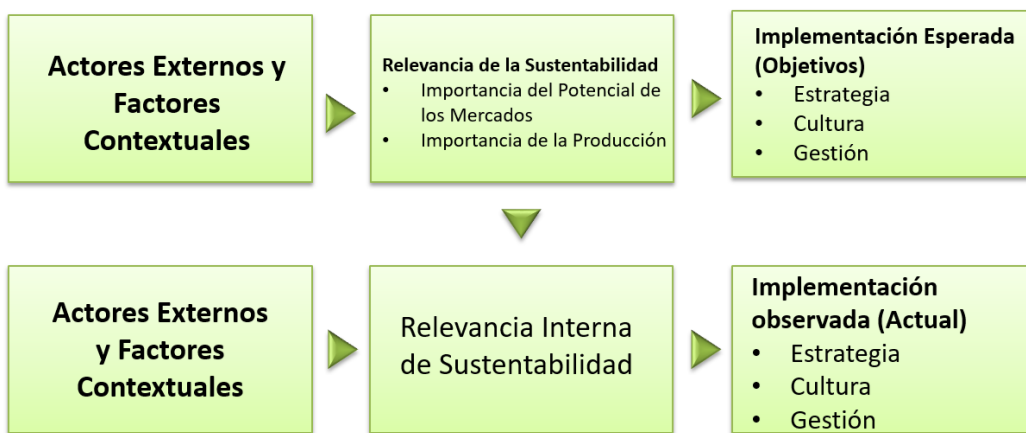 Actores Externos y
Factores
Contextuales
Relevancia de la Sustentabilidad
• Importancia del Potencial de
los Mercados
• Importancia de la Producción
Implementación Esperada
(Objetivos)
• Estrategia
• Cultura
• Gestión
Actores Externos
y Factores
Contextuales
Relevancia Interna
de Sustentabilidad
Implementación
observada (Actual)
• Estrategia
• Cultura
• Gestión